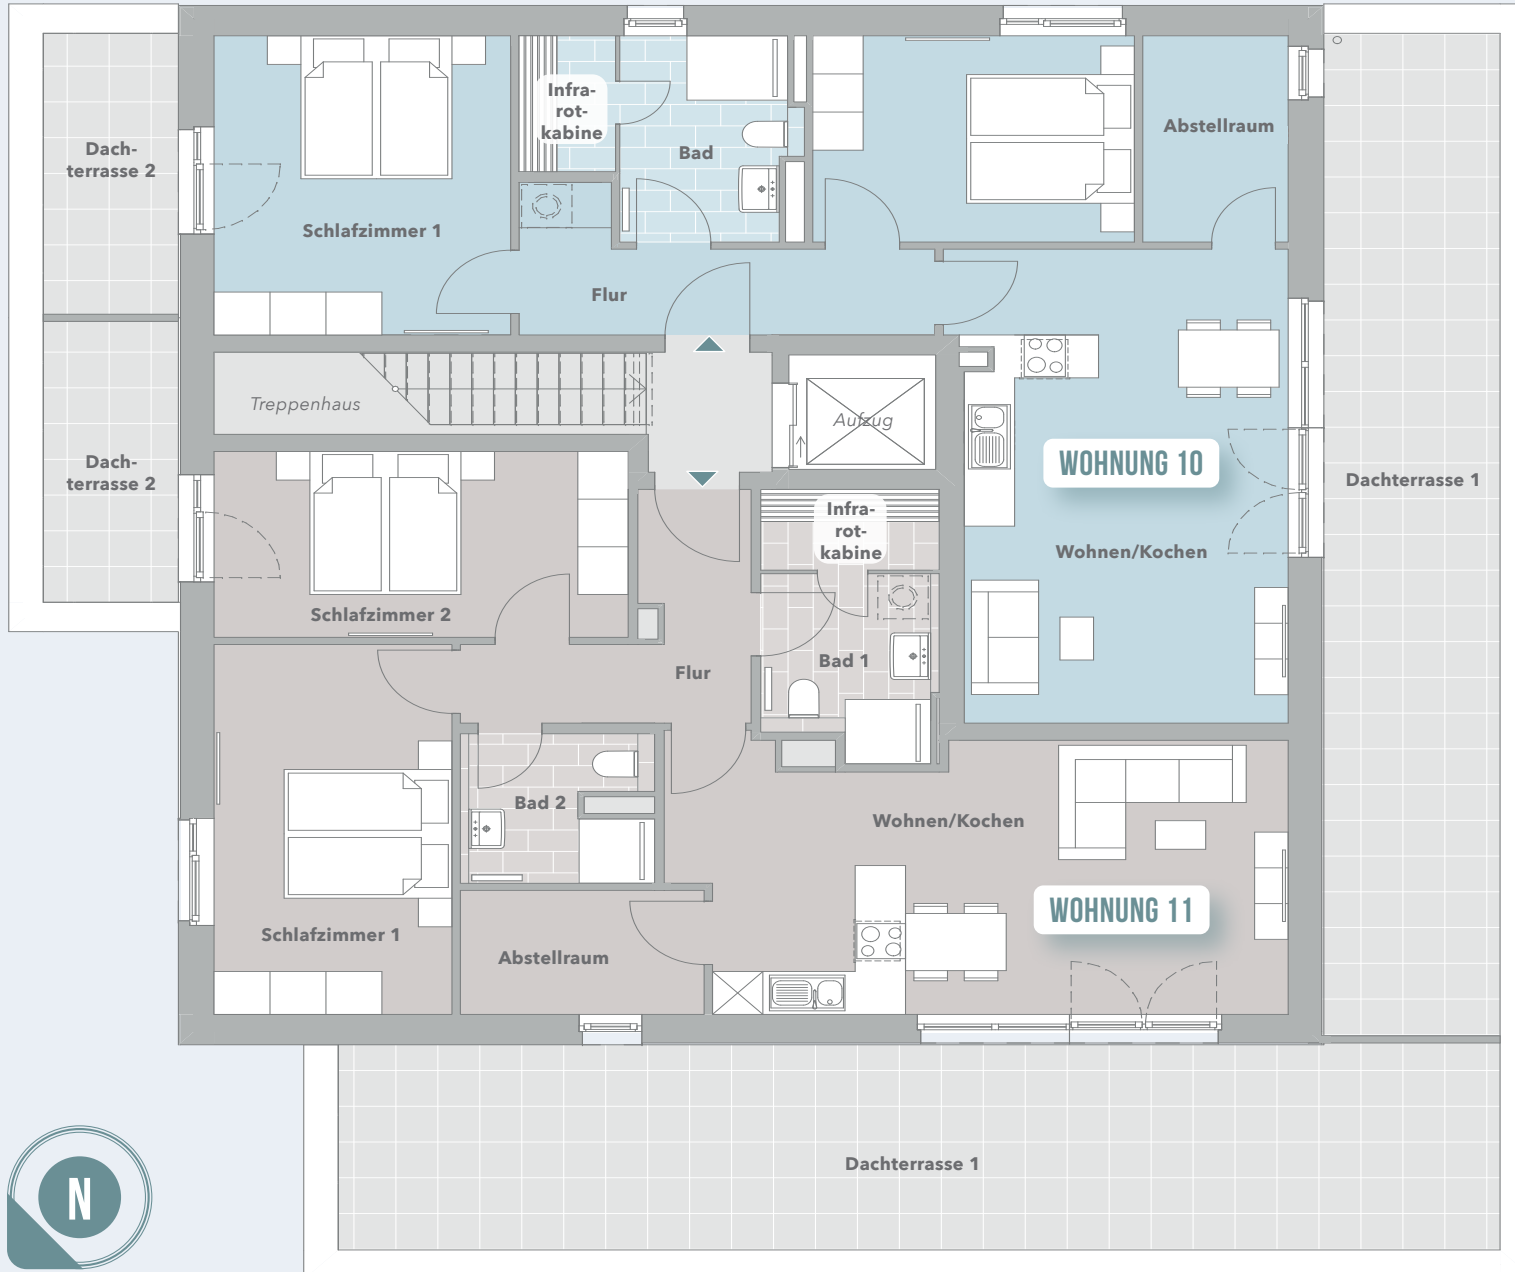 Infra-
rot-
kabine
Abstellraum
Dach-
terrasse 2
Bad
Schlafzimmer 1
Flur
Treppenhaus
Aufzug
Dach-
terrasse 2
WOHNUNG 10
Dachterrasse 1
Infra-
rot-
kabine
Wohnen/Kochen
Schlafzimmer 2
Bad 1
Flur
Bad 2
Wohnen/Kochen
WOHNUNG 11
Schlafzimmer 1
Abstellraum
Dachterrasse 1
N